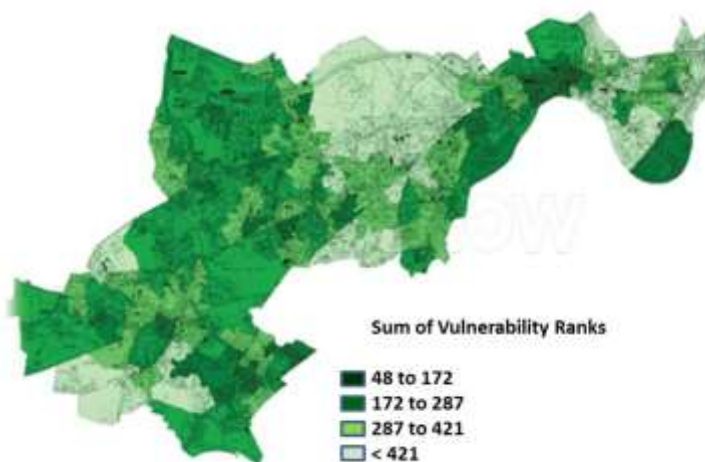 Sum of Vulnerability Ranks
48 to 172
172 to 287
287 to 421
< 421